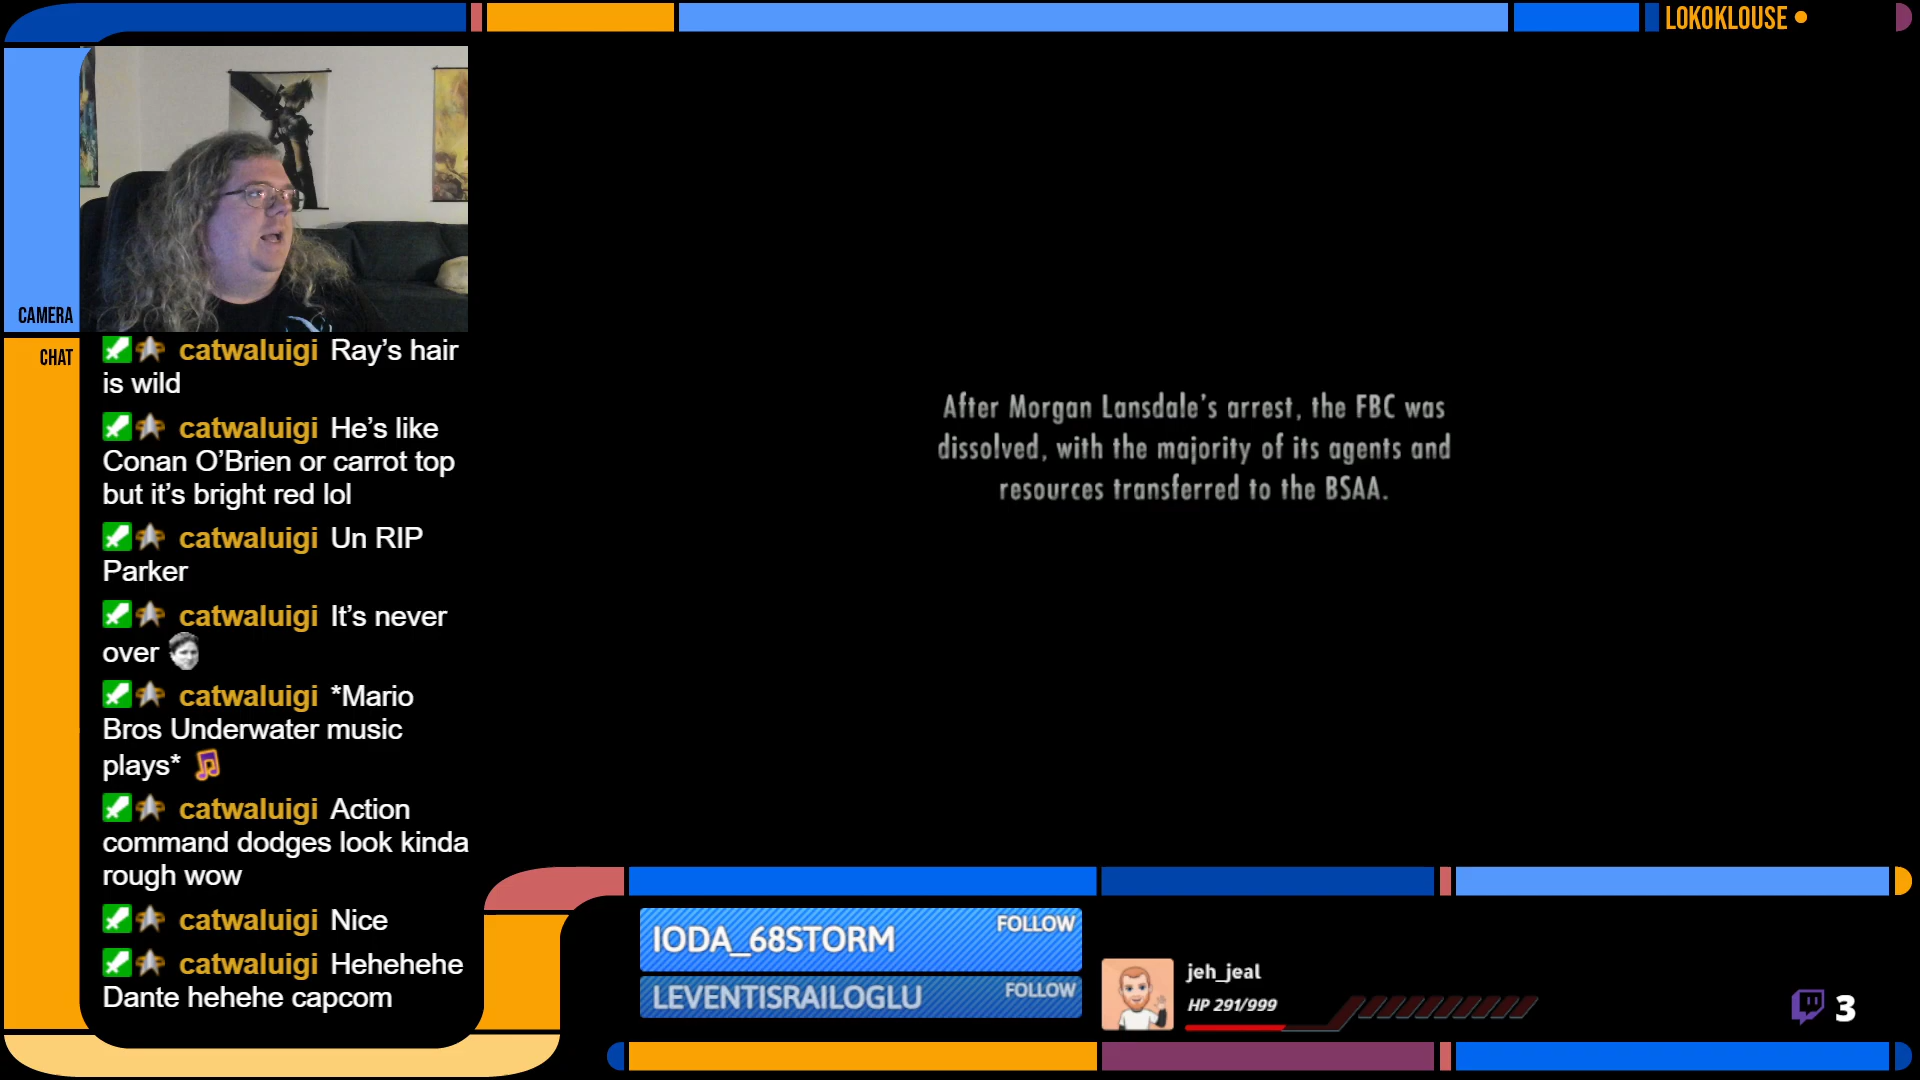 LOKOKLOUSE
CAMERA
CHAT
catwaluigi Ray’s hair
is wild
catwaluigi He’s like
Conan O’Brien or carrot top
but it’s bright red lol
catwaluigi Un RIP
Parker
catwaluigi It’s never
over
catwaluigi *Mario
Bros Underwater music
plays*
catwaluigi Action
command dodges look kinda
rough wow
catwaluigi Nice
catwaluigi Hehehehe
Dante hehehe capcom
After Morgan Lansdale's arrest, the FBC was
dissolved, with the majority of its agents and
resources transferred to the BSAA.
IODA_68STORM FOLLOW
LEVENTISRAILOGLU FOLLOW
jeh_jeal
HP 291/999
3